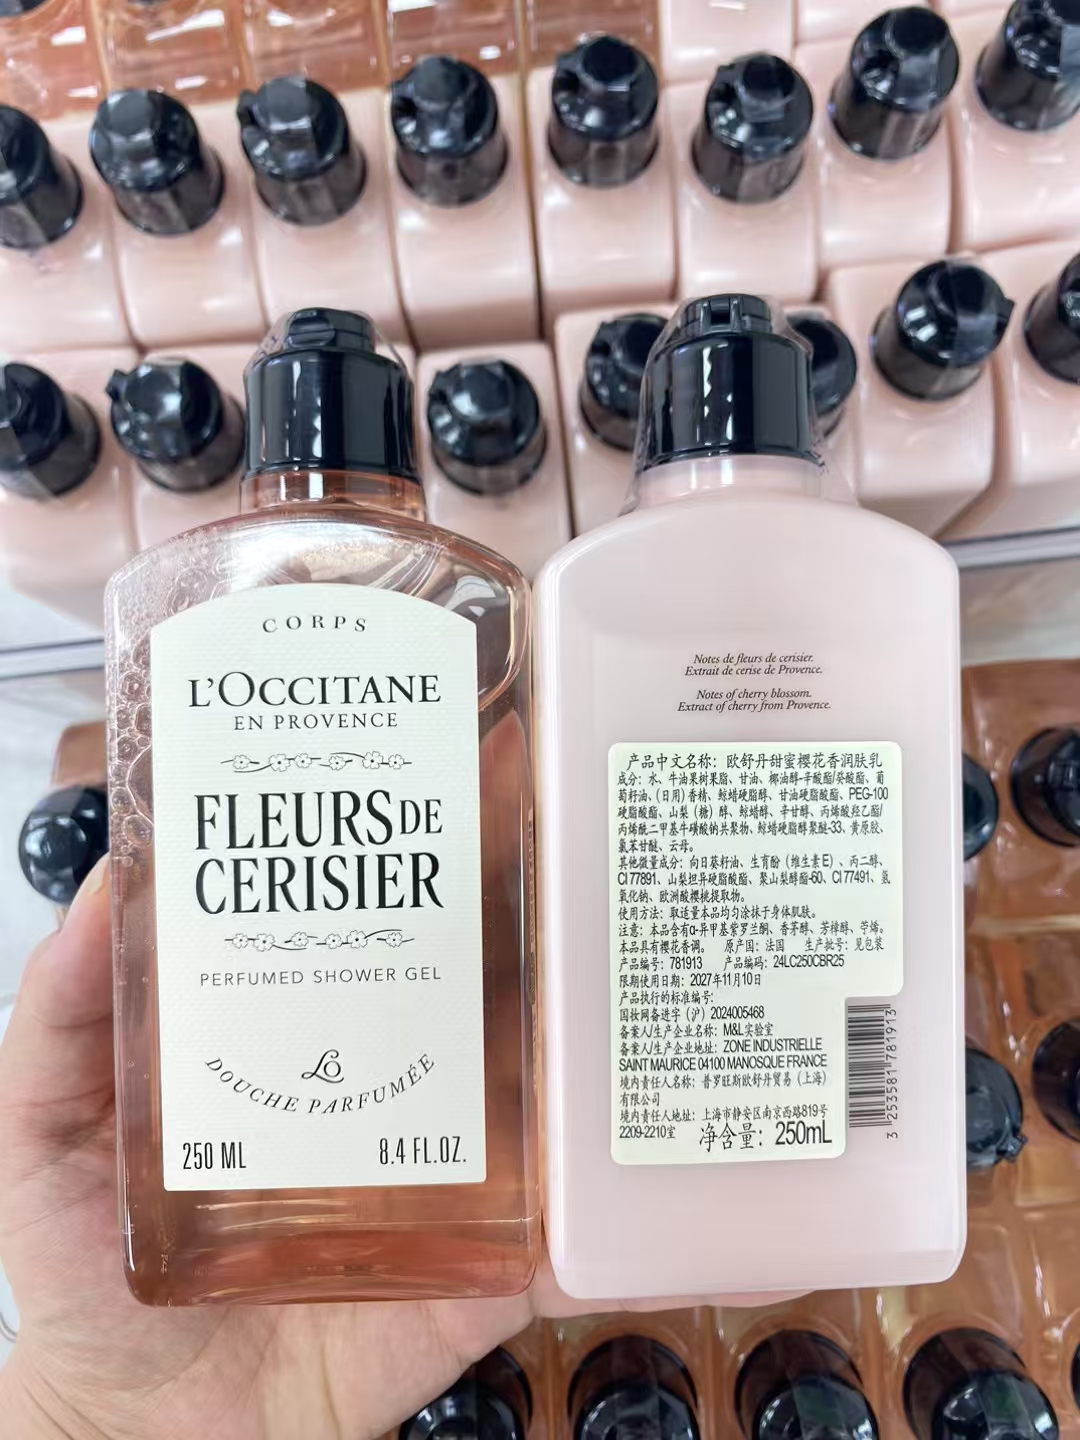 CORPS
L'OCCITANE
EN PROVENCE
FLEURS DE
CERISIER
PERFUMED SHOWER GEL
LO
DOUCHE PARFUMÉE
250 ML 8.4 FL.OZ.
Notes de fleurs de cerisier.
Extrait de cerise de Provence.
Notes of cherry blossom.
Extract of cherry from Provence.
产品中文名称：欧舒丹甜蜜樱花香润肤乳
成分：水、牛油果树果脂、甘油、椰油醇-辛酸酯/癸酸酯、葡
萄籽油、（日用）香精、鲸蜡硬脂醇、甘油硬脂酸酯、PEG-100
硬脂酸酯、山梨（糖）醇、鲸蜡醇、辛甘醇、丙烯酸羟乙酯/
丙烯酰二甲基牛磺酸钠共聚物、鲸蜡硬脂醇聚醚-33、黄原胶、
氯苯甘醚、云母。
其他微量成分：向日葵籽油、生育酚（维生素E）、丙二醇、
CI 77891、山梨坦异硬脂酸酯、聚山梨醇酯-60、CI 77491、氢
氧化钠、欧洲酸樱桃提取物。
使用方法：取适量本品均匀涂抹于身体肌肤。
注意：本品含有α-异甲基紫罗兰酮、香茅醇、芳樟醇、苧烯。
本品具有樱花香调。 原产国：法国 生产批号：见包装
产品编号：781913 产品编码：24LC250CBR25
限期使用日期：2027年11月10日
产品执行的标准编号：
国妆网备进字（沪）2024005468
备案人/生产企业名称：M&L实验室
备案人/生产企业地址：ZONE INDUSTRIELLE
SAINT MAURICE 04100 MANOSQUE FRANCE
境内责任人名称：普罗旺斯欧舒丹贸易（上海）
有限公司
境内责任人地址：上海市静安区南京西路819号
2209-2210室 净含量：250mL
3 253581 781913